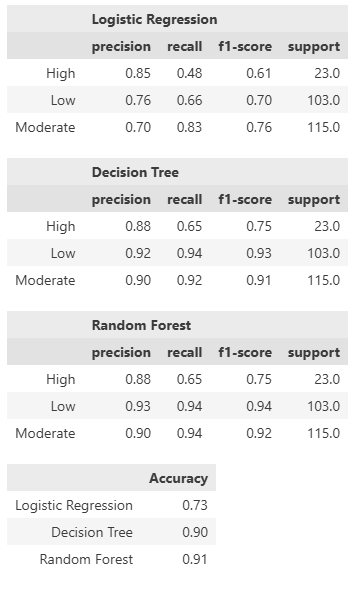 Logistic Regression
precision recall f1-score support
High 0.85 0.48 0.61 23.0
Low 0.76 0.66 0.70 103.0
Moderate 0.70 0.83 0.76 115.0
Decision Tree
precision recall f1-score support
High 0.88 0.65 0.75 23.0
Low 0.92 0.94 0.93 103.0
Moderate 0.90 0.92 0.91 115.0
Random Forest
precision recall f1-score support
High 0.88 0.65 0.75 23.0
Low 0.93 0.94 0.94 103.0
Moderate 0.90 0.94 0.92 115.0
Accuracy
Logistic Regression 0.73
Decision Tree 0.90
Random Forest 0.91